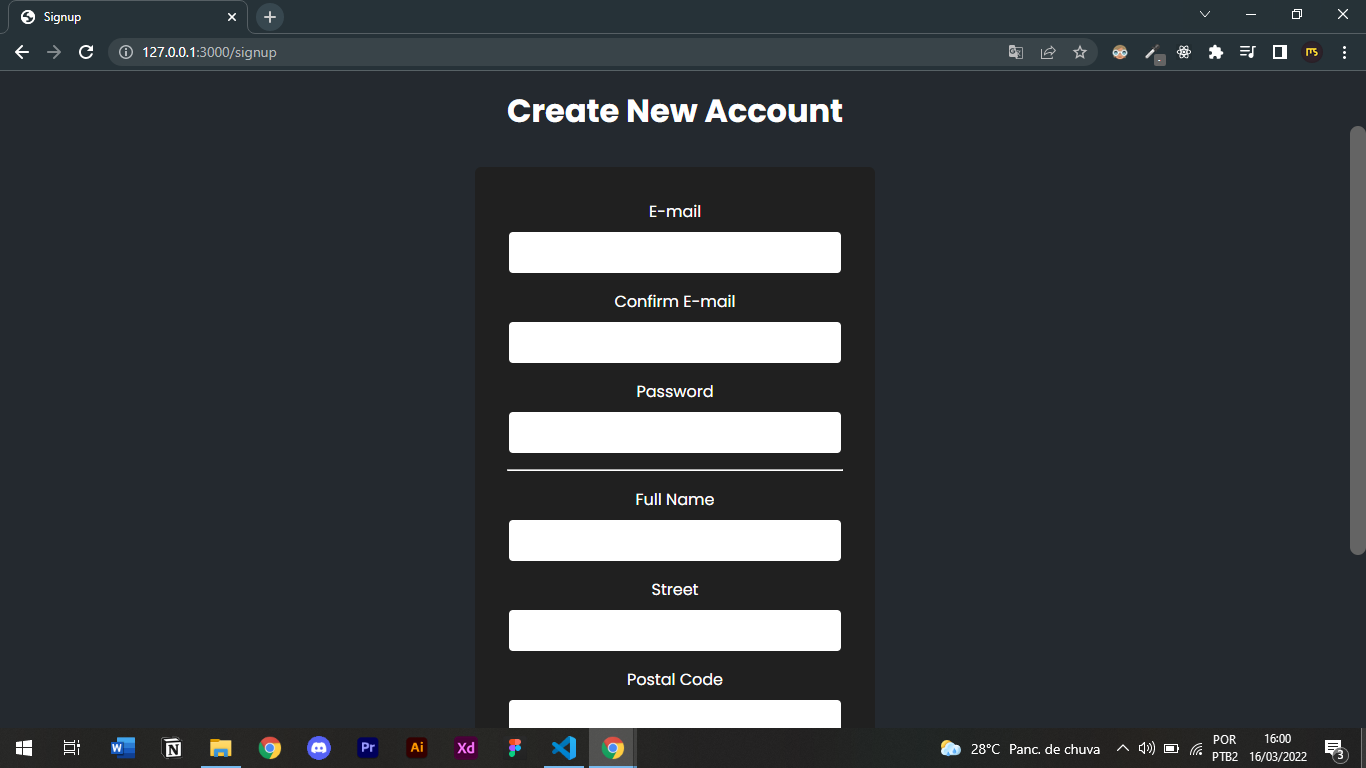 Signup
127.0.0.1:3000/signup
Create New Account
E-mail
Confirm E-mail
Password
Full Name
Street
Postal Code
W
N
Pr
Ai
Xd
28°C Panc. de chuva
POR
PTB2
16:00
16/03/2022
3